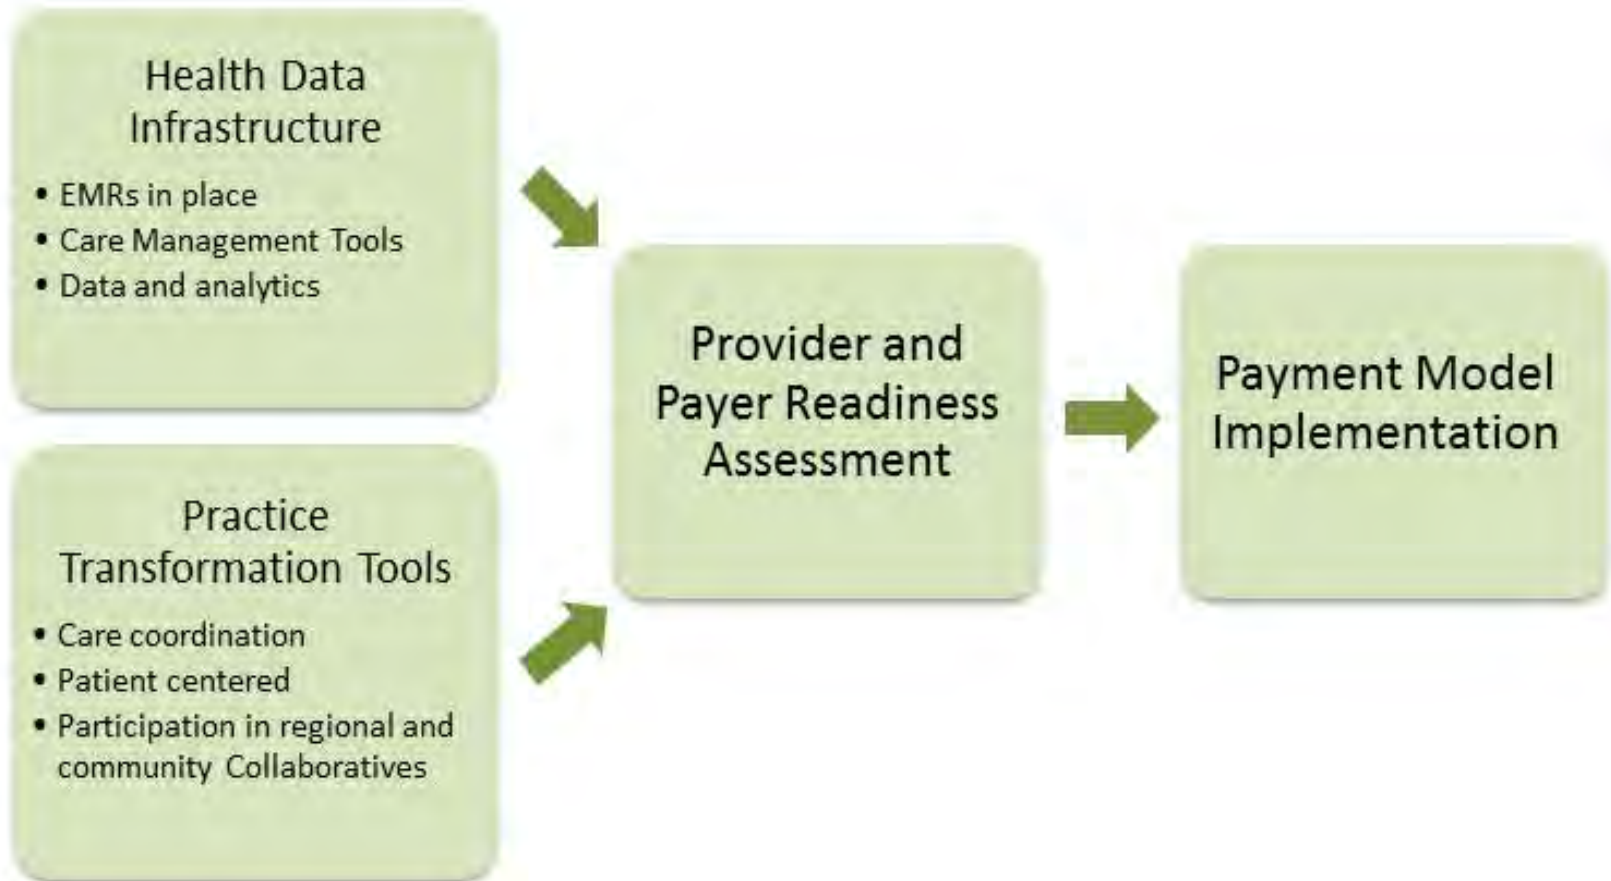 Health Data
Infrastructure
• EMRs in place
• Care Management Tools
• Data and analytics
Practice
Transformation Tools
• Care coordination
• Patient centered
• Participation in regional and
community Collaboratives
Provider and
Payer Readiness
Assessment
Payment Model
Implementation